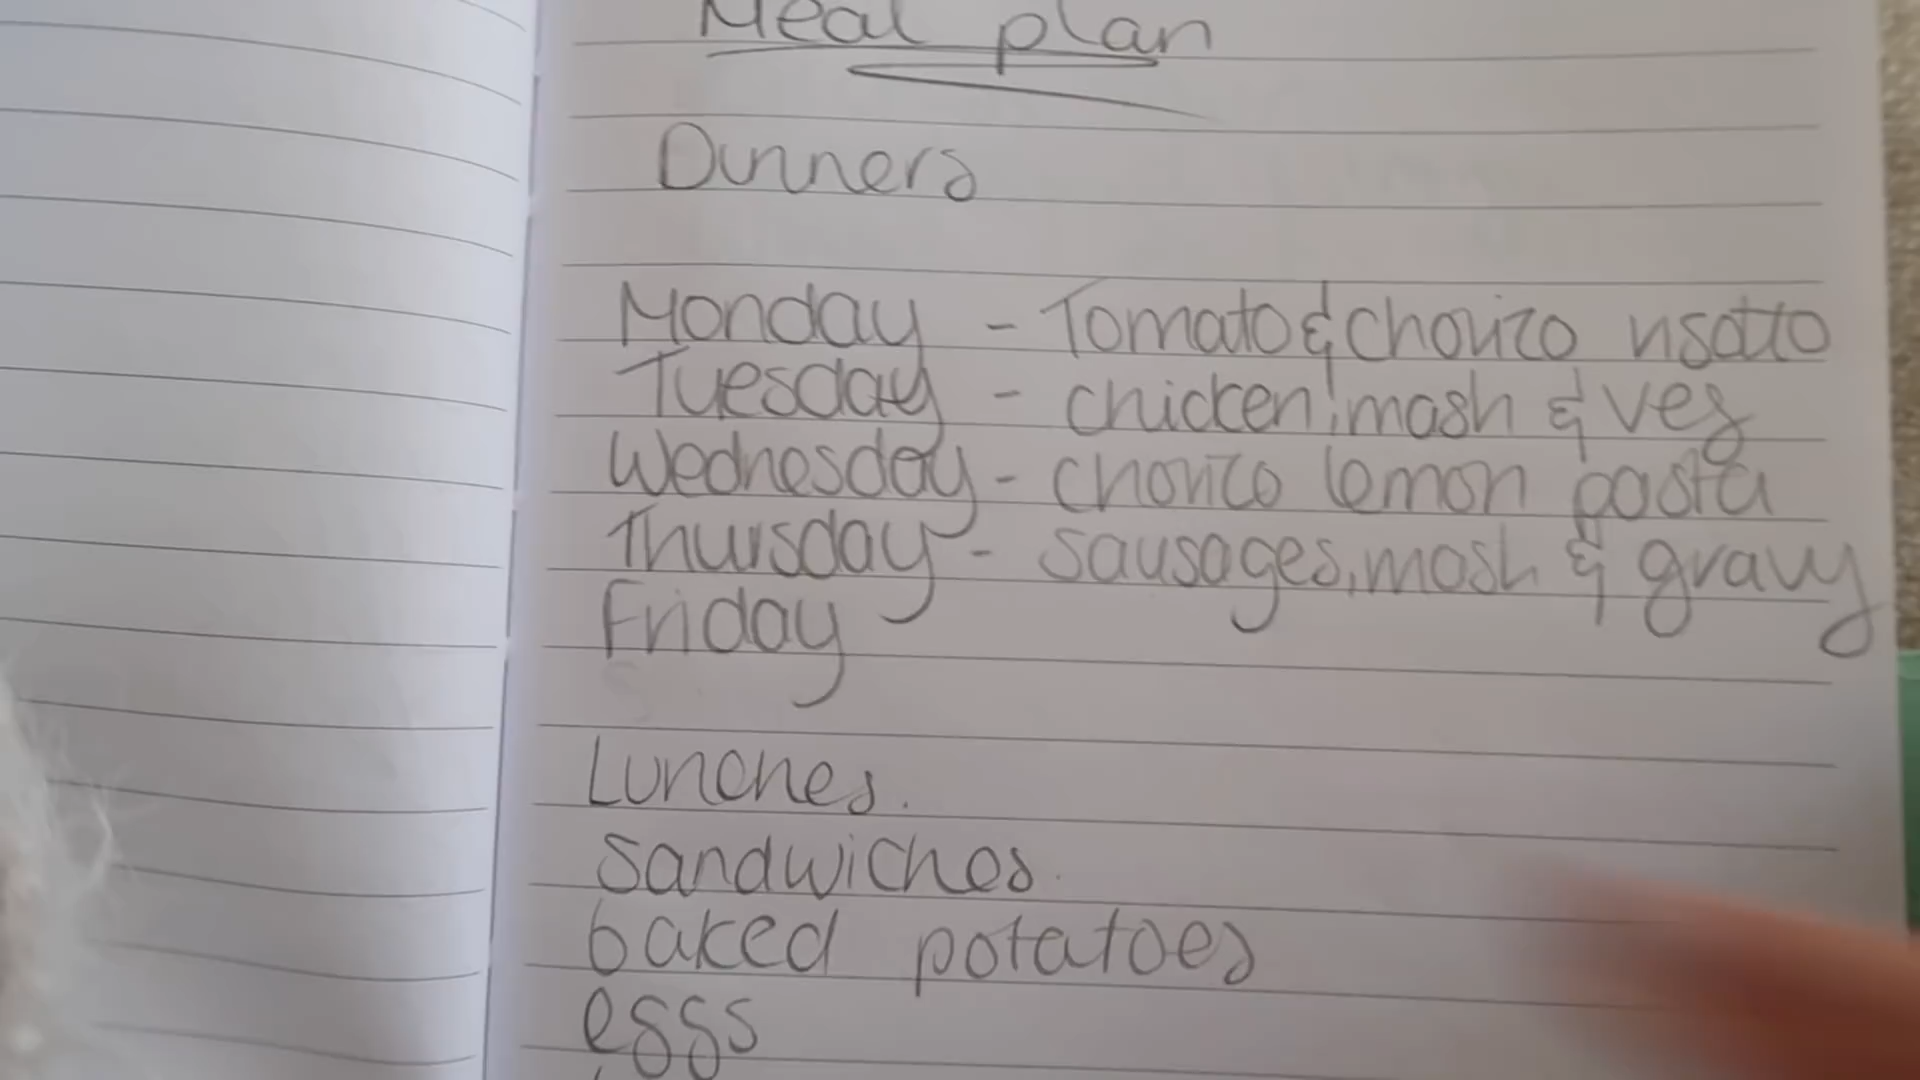 Meal plan
Dinners
Monday - Tomato & chorizo risotto
Tuesday - chicken, mash & veg
Wednesday - chorizo lemon pasta
Thursday - sausages, mash & gravy
Friday
Lunches.
Sandwiches.
baked potatoes
eggs